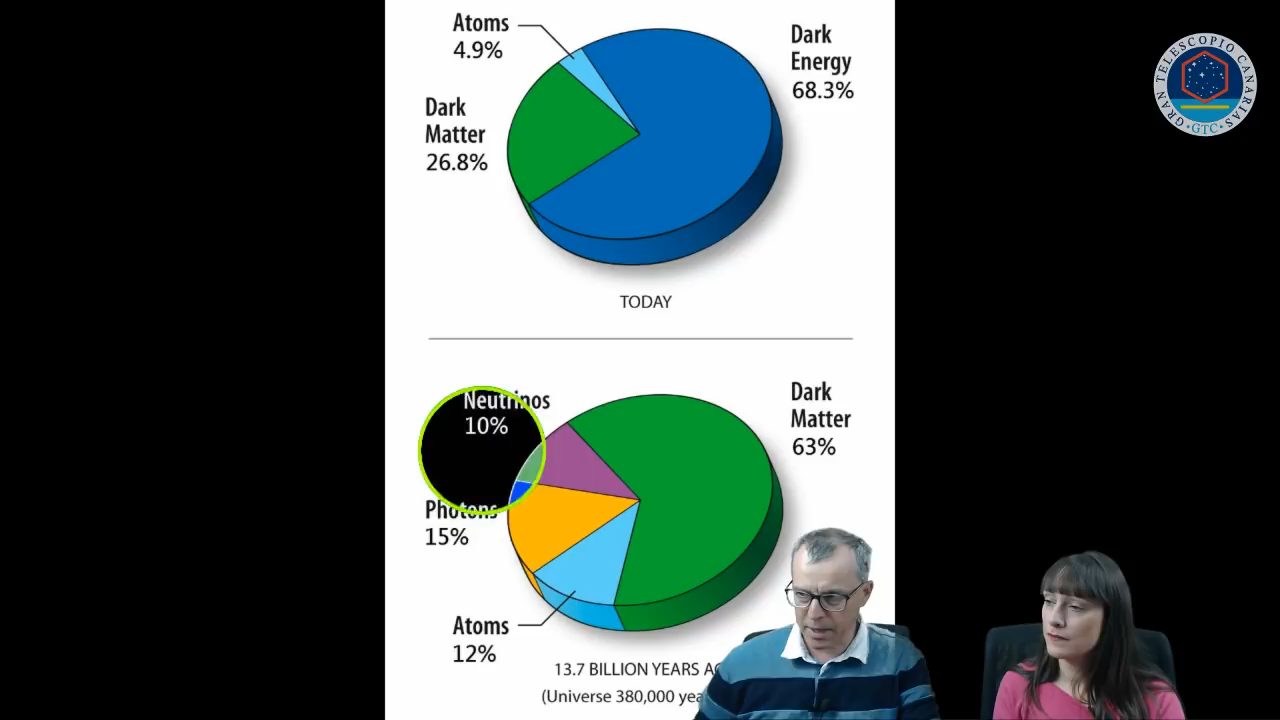 Atoms
4.9%
Dark
Energy
68.3%
Dark
Matter
26.8%
TODAY
Neutrinos
10%
Dark
Matter
63%
Photons
15%
Atoms
12%
13.7 BILLION YEARS
(Universe 380,000
GRAN TELESCOPIO CANARIAS
GTC